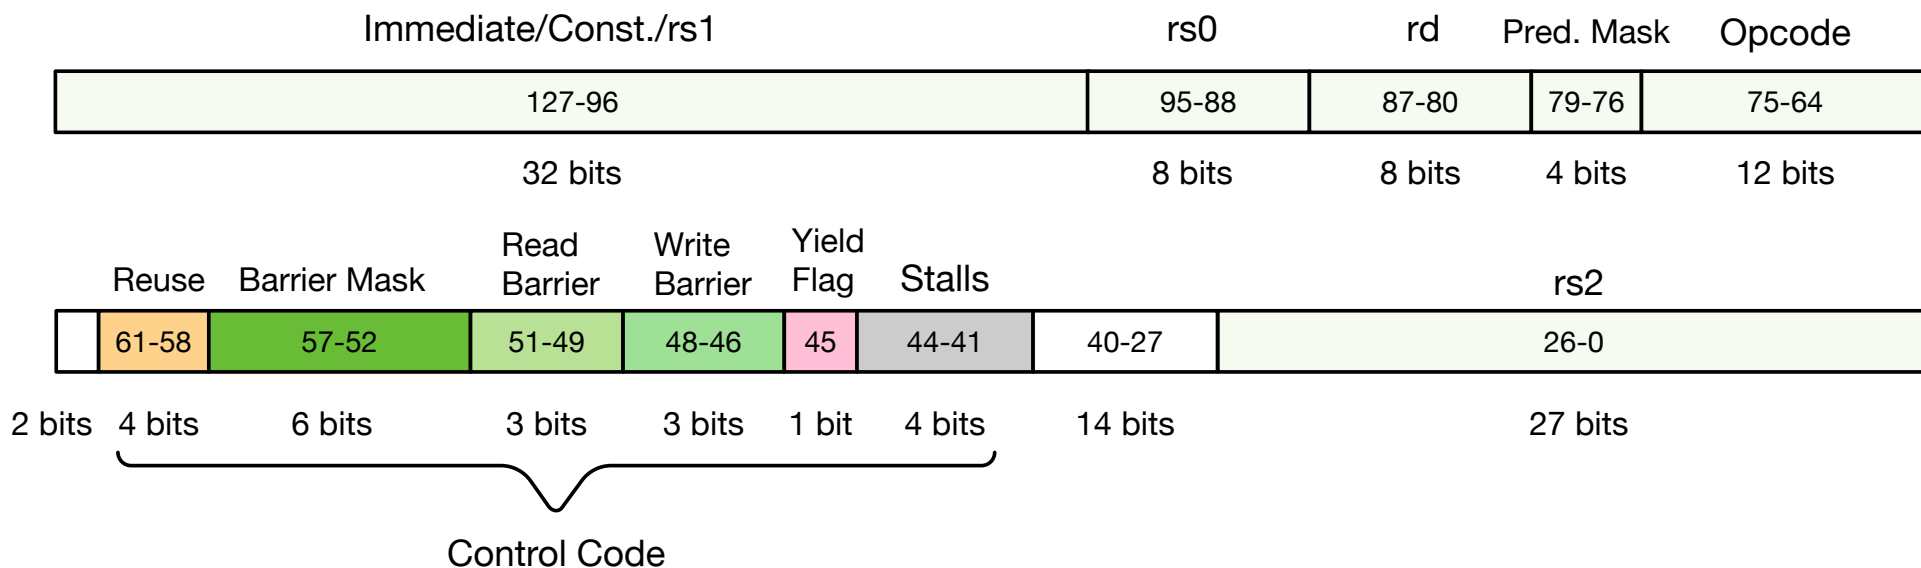 Immediate/Const./rs1 rs0 rd Pred. Mask Opcode
127-96 95-88 87-80 79-76 75-64
32 bits 8 bits 8 bits 4 bits 12 bits
Read Write Yield
Reuse Barrier Mask Barrier Barrier Flag Stalls rs2
61-58 57-52 51-49 48-46 45 44-41 40-27 26-0
2 bits 4 bits 6 bits 3 bits 3 bits 1 bit 4 bits 14 bits 27 bits
Control Code